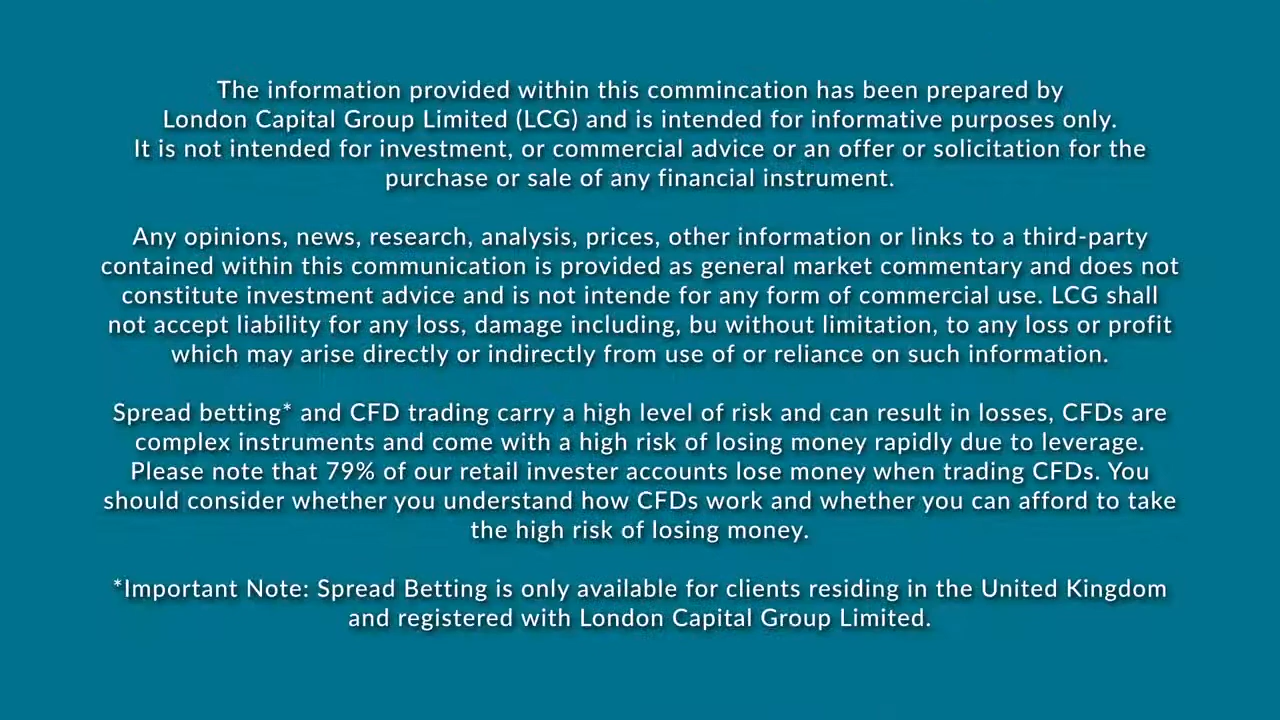 The information provided within this commincation has been prepared by
London Capital Group Limited (LCG) and is intended for informative purposes only.
It is not intended for investment, or commercial advice or an offer or solicitation for the
purchase or sale of any financial instrument.
Any opinions, news, research, analysis, prices, other information or links to a third-party
contained within this communication is provided as general market commentary and does not
constitute investment advice and is not intende for any form of commercial use. LCG shall
not accept liability for any loss, damage including, bu without limitation, to any loss or profit
which may arise directly or indirectly from use of or reliance on such information.
Spread betting* and CFD trading carry a high level of risk and can result in losses, CFDs are
complex instruments and come with a high risk of losing money rapidly due to leverage.
Please note that 79% of our retail invester accounts lose money when trading CFDs. You
should consider whether you understand how CFDs work and whether you can afford to take
the high risk of losing money.
*Important Note: Spread Betting is only available for clients residing in the United Kingdom
and registered with London Capital Group Limited.